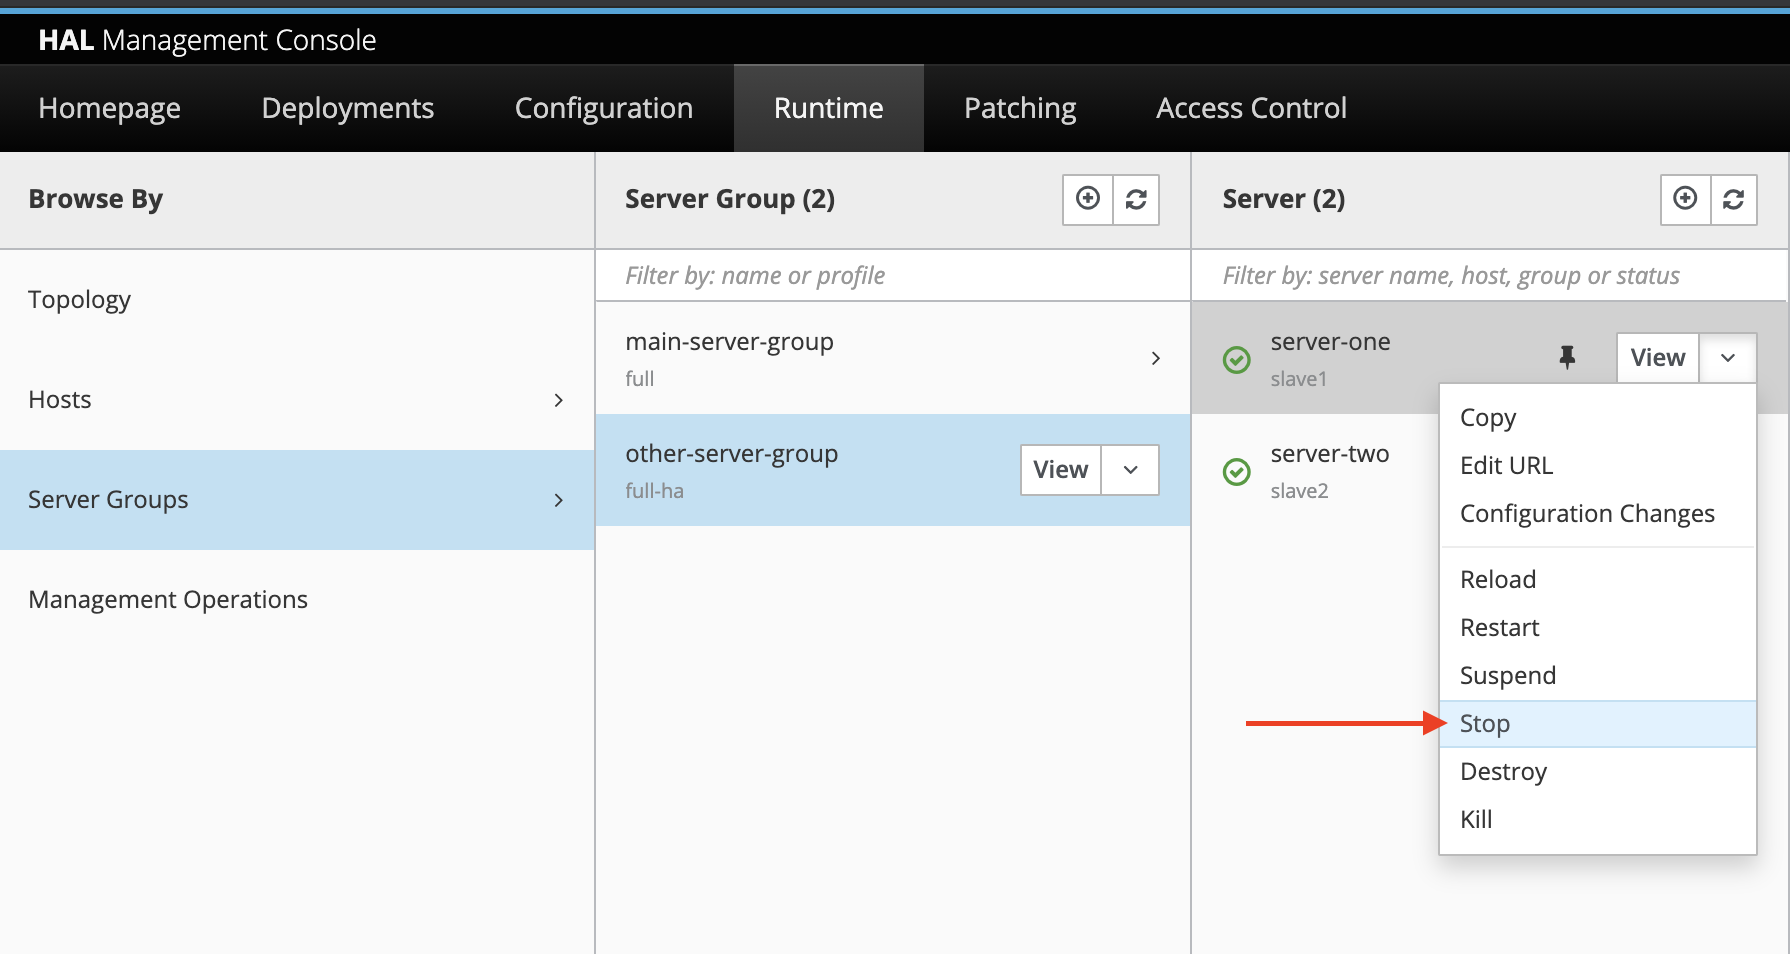 HAL Management Console
Homepage Deployments Configuration Runtime Patching Access Control
Browse By
Topology
Hosts
Server Groups
Management Operations
Server Group (2)
Filter by: name or profile
main-server-group
full
other-server-group
full-ha
View
Server (2)
Filter by: server name, host, group or status
server-one
slave1
View
server-two
slave2
Copy
Edit URL
Configuration Changes
Reload
Restart
Suspend
Stop
Destroy
Kill